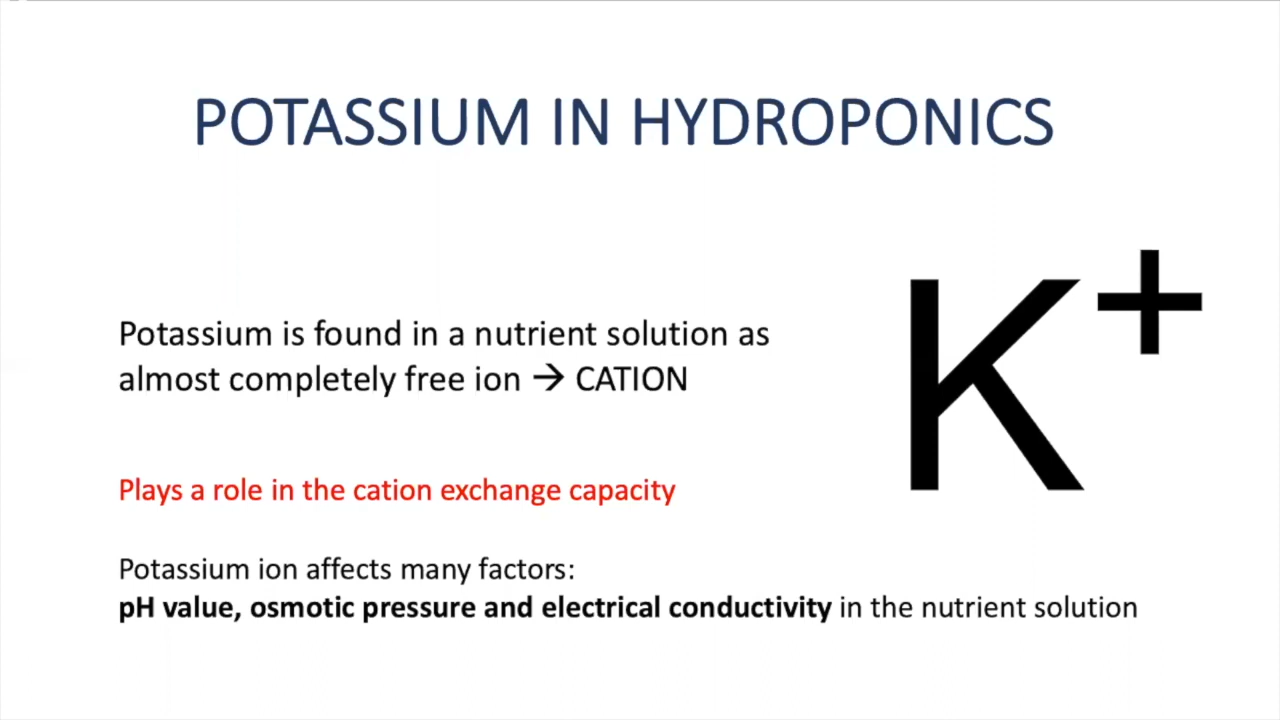 POTASSIUM IN HYDROPONICS
Potassium is found in a nutrient solution as
almost completely free ion → CATION
K+
Plays a role in the cation exchange capacity
Potassium ion affects many factors:
pH value, osmotic pressure and electrical conductivity in the nutrient solution